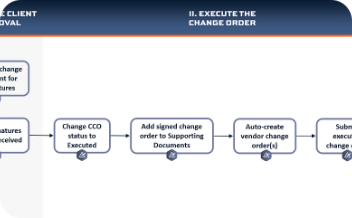 E CLIENT
OVAL
II. EXECUTE THE
CHANGE ORDER
change
nt for
tures
natures
ceived
Change CCO
status to
Executed
Add signed change
order to Supporting
Documents
Auto-create
vendor change
order(s)
Subm
execut
change o